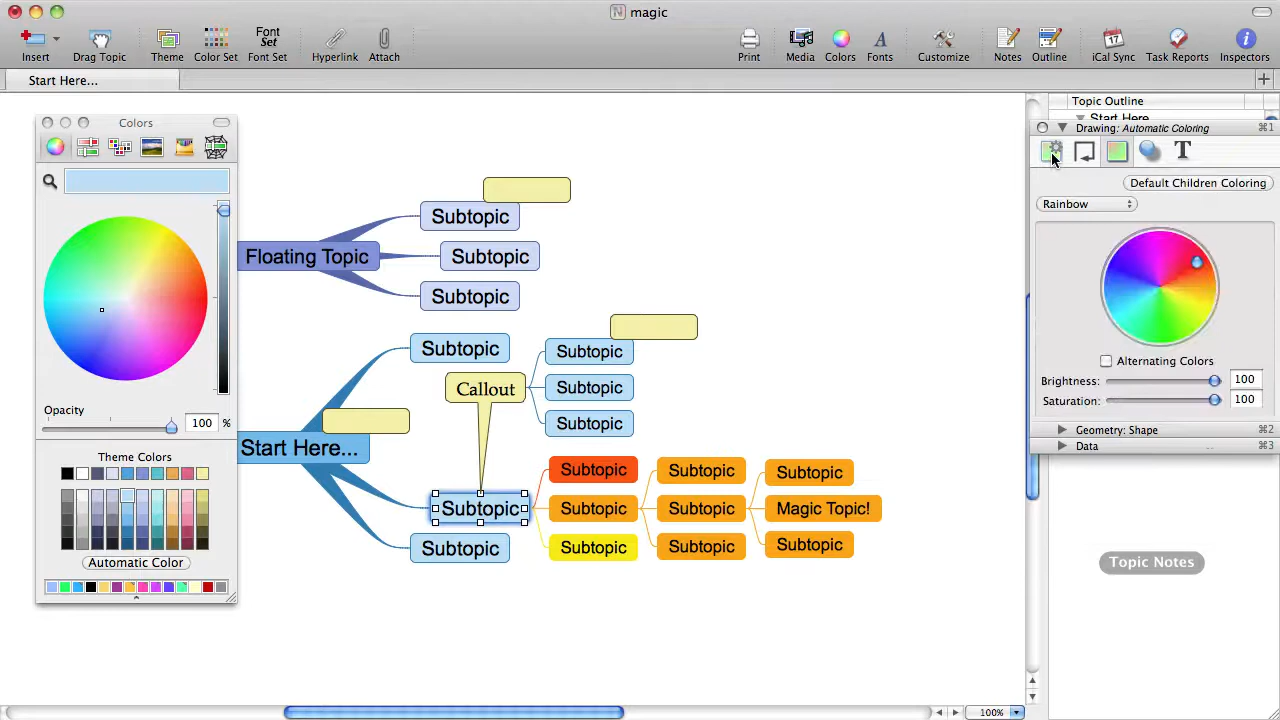 magic
Insert
Drag Topic
Theme
Color Set
Font
Set
Font Set
Hyperlink
Attach
Print
Media
Colors
Fonts
Customize
Notes
Outline
17
iCal Sync
Task Reports
Inspectors
Start Here...
Topic Outline
Start Here
Colors
Drawing: Automatic Coloring ⌘1
T
Default Children Coloring
Rainbow
Alternating Colors
Brightness: 100
Saturation: 100
Geometry: Shape ⌘2
Data ⌘3
Opacity
100 %
Theme Colors
Automatic Color
Floating Topic
Subtopic
Subtopic
Subtopic
Subtopic
Subtopic
Callout
Subtopic
Subtopic
Start Here...
Subtopic
Subtopic
Subtopic
Subtopic
Subtopic
Subtopic
Magic Topic!
Subtopic
Subtopic
Subtopic
Subtopic
Topic Notes
100%